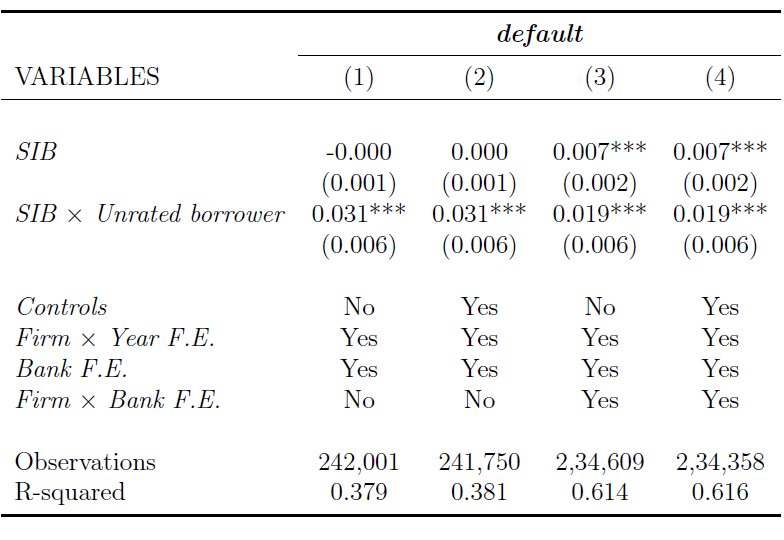 default
VARIABLES (1) (2) (3) (4)
SIB -0.000 0.000 0.007*** 0.007***
(0.001) (0.001) (0.002) (0.002)
SIB × Unrated borrower 0.031*** 0.031*** 0.019*** 0.019***
(0.006) (0.006) (0.006) (0.006)
Controls No Yes No Yes
Firm × Year F.E. Yes Yes Yes Yes
Bank F.E. Yes Yes Yes Yes
Firm × Bank F.E. No No Yes Yes
Observations 242,001 241,750 2,34,609 2,34,358
R-squared 0.379 0.381 0.614 0.616